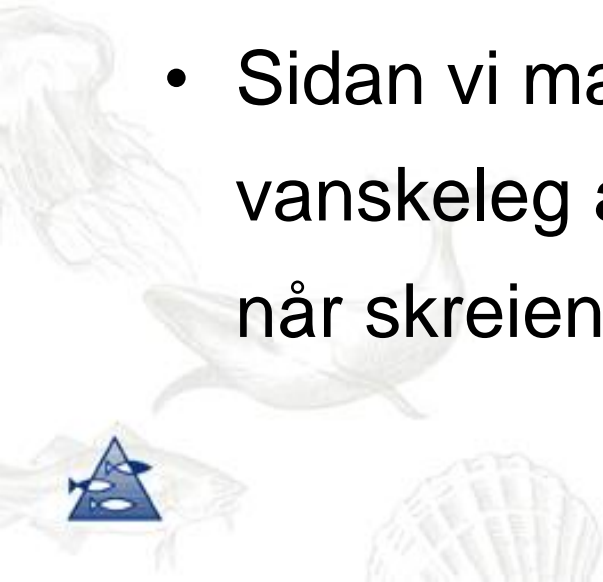 • Sidan vi
vanskeleg
når skreien